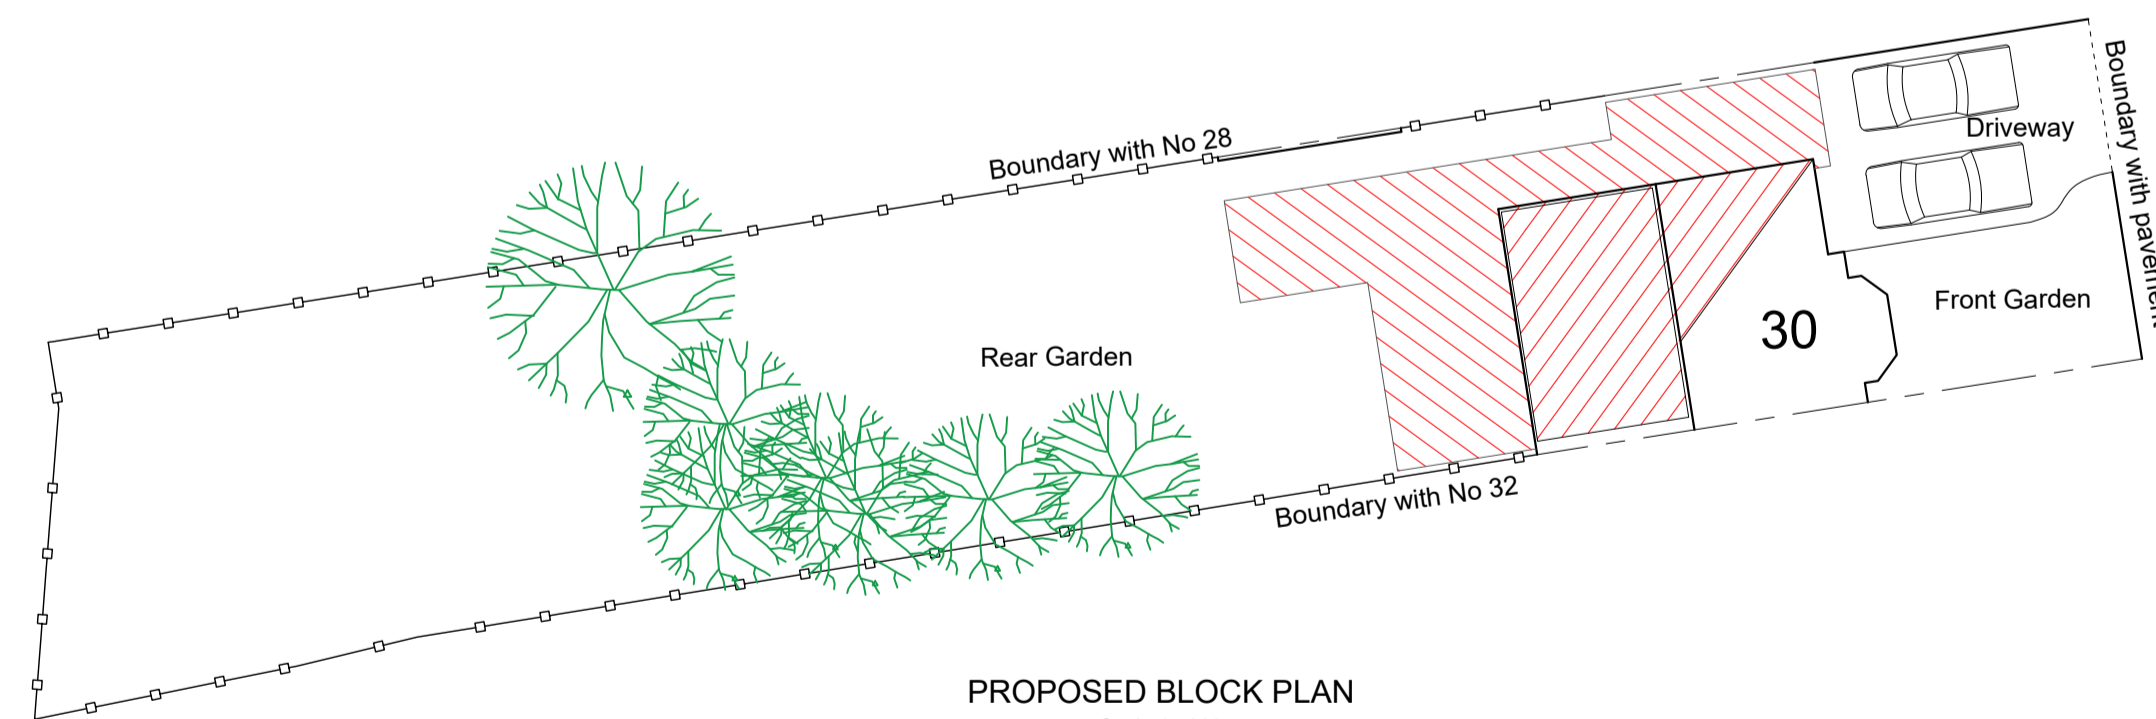 Boundary with pavement
Boundary with No 28
Driveway
Front Garden
30
Rear Garden
Boundary with No 32
PROPOSED BLOCK PLAN